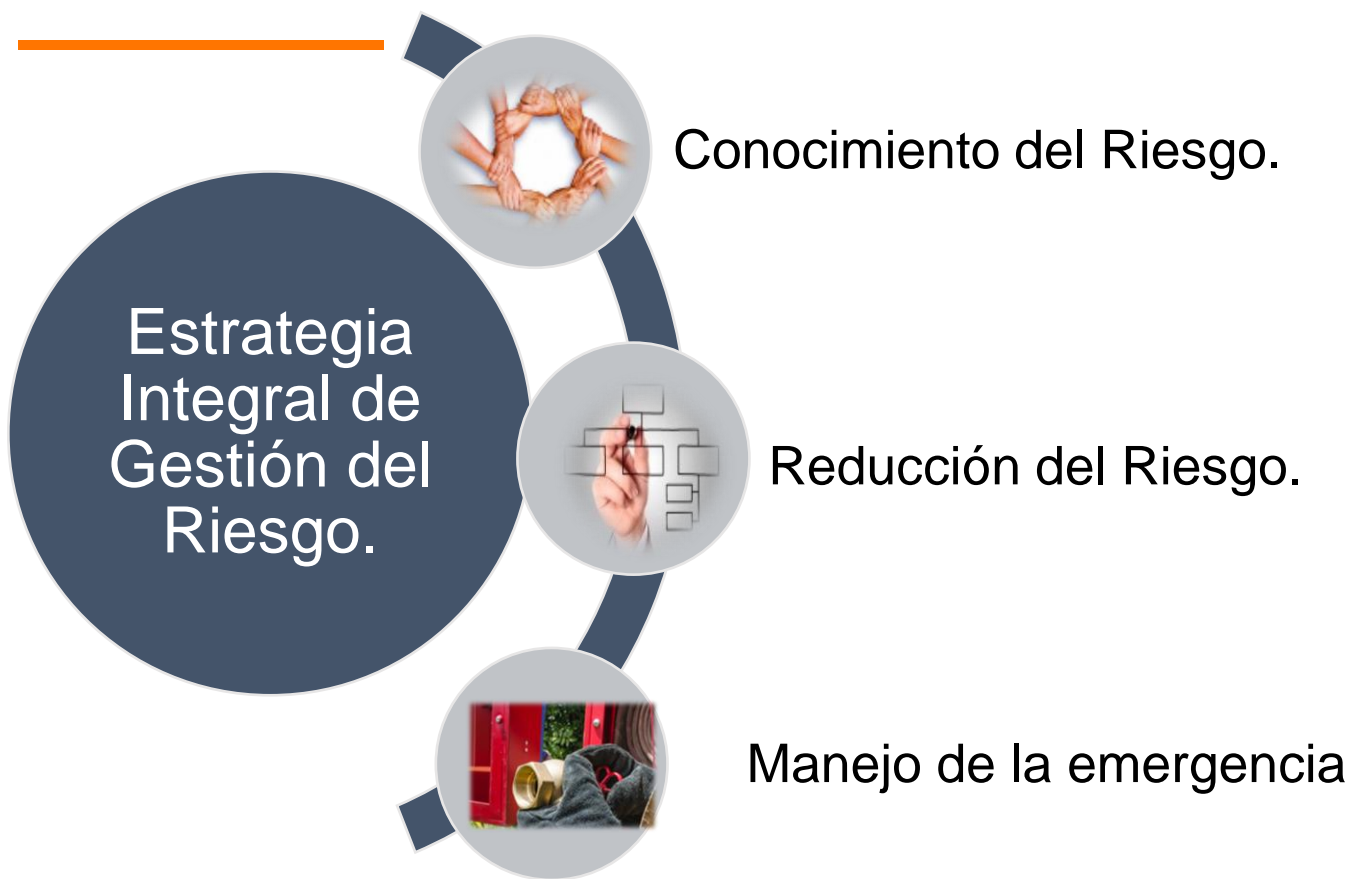 Conocimiento del Riesgo.
Estrategia
Integral de
Gestión del
Riesgo.
Reducción del Riesgo.
Manejo de la emergencia